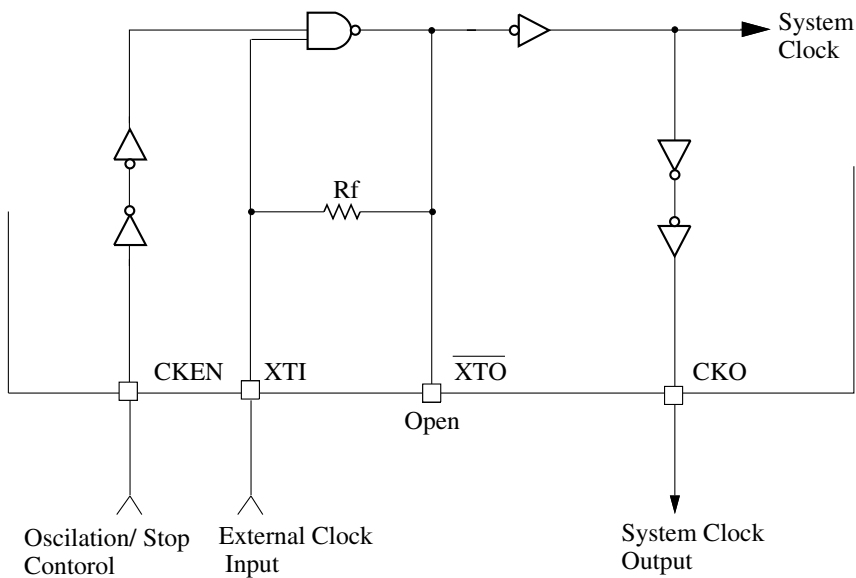 System
Clock
Rf
CKEN
XTI
XTO
CKO
Open
Oscilation/ Stop
Contorol
External Clock
Input
System Clock
Output